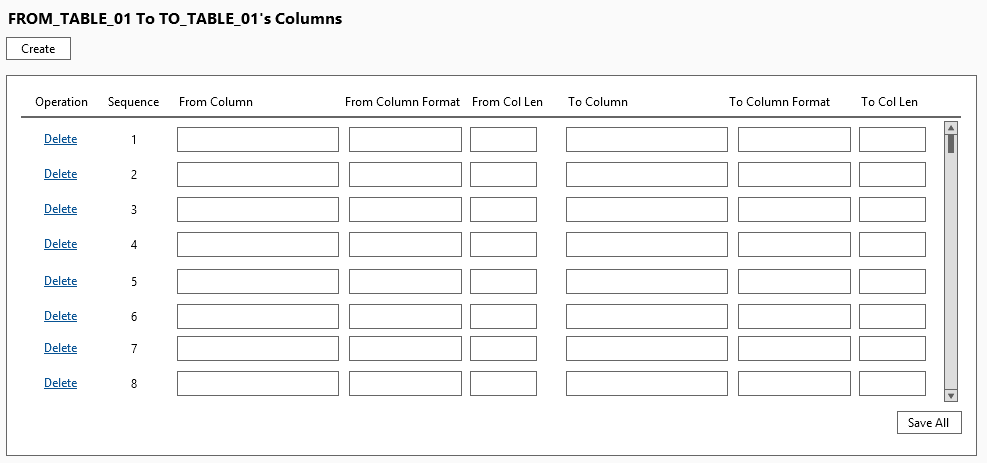 FROM_TABLE_01 To TO_TABLE_01's Columns
Create
Operation Sequence From Column From Column Format From Col Len To Column To Column Format To Col Len
Delete 1
Delete 2
Delete 3
Delete 4
Delete 5
Delete 6
Delete 7
Delete 8
Save All